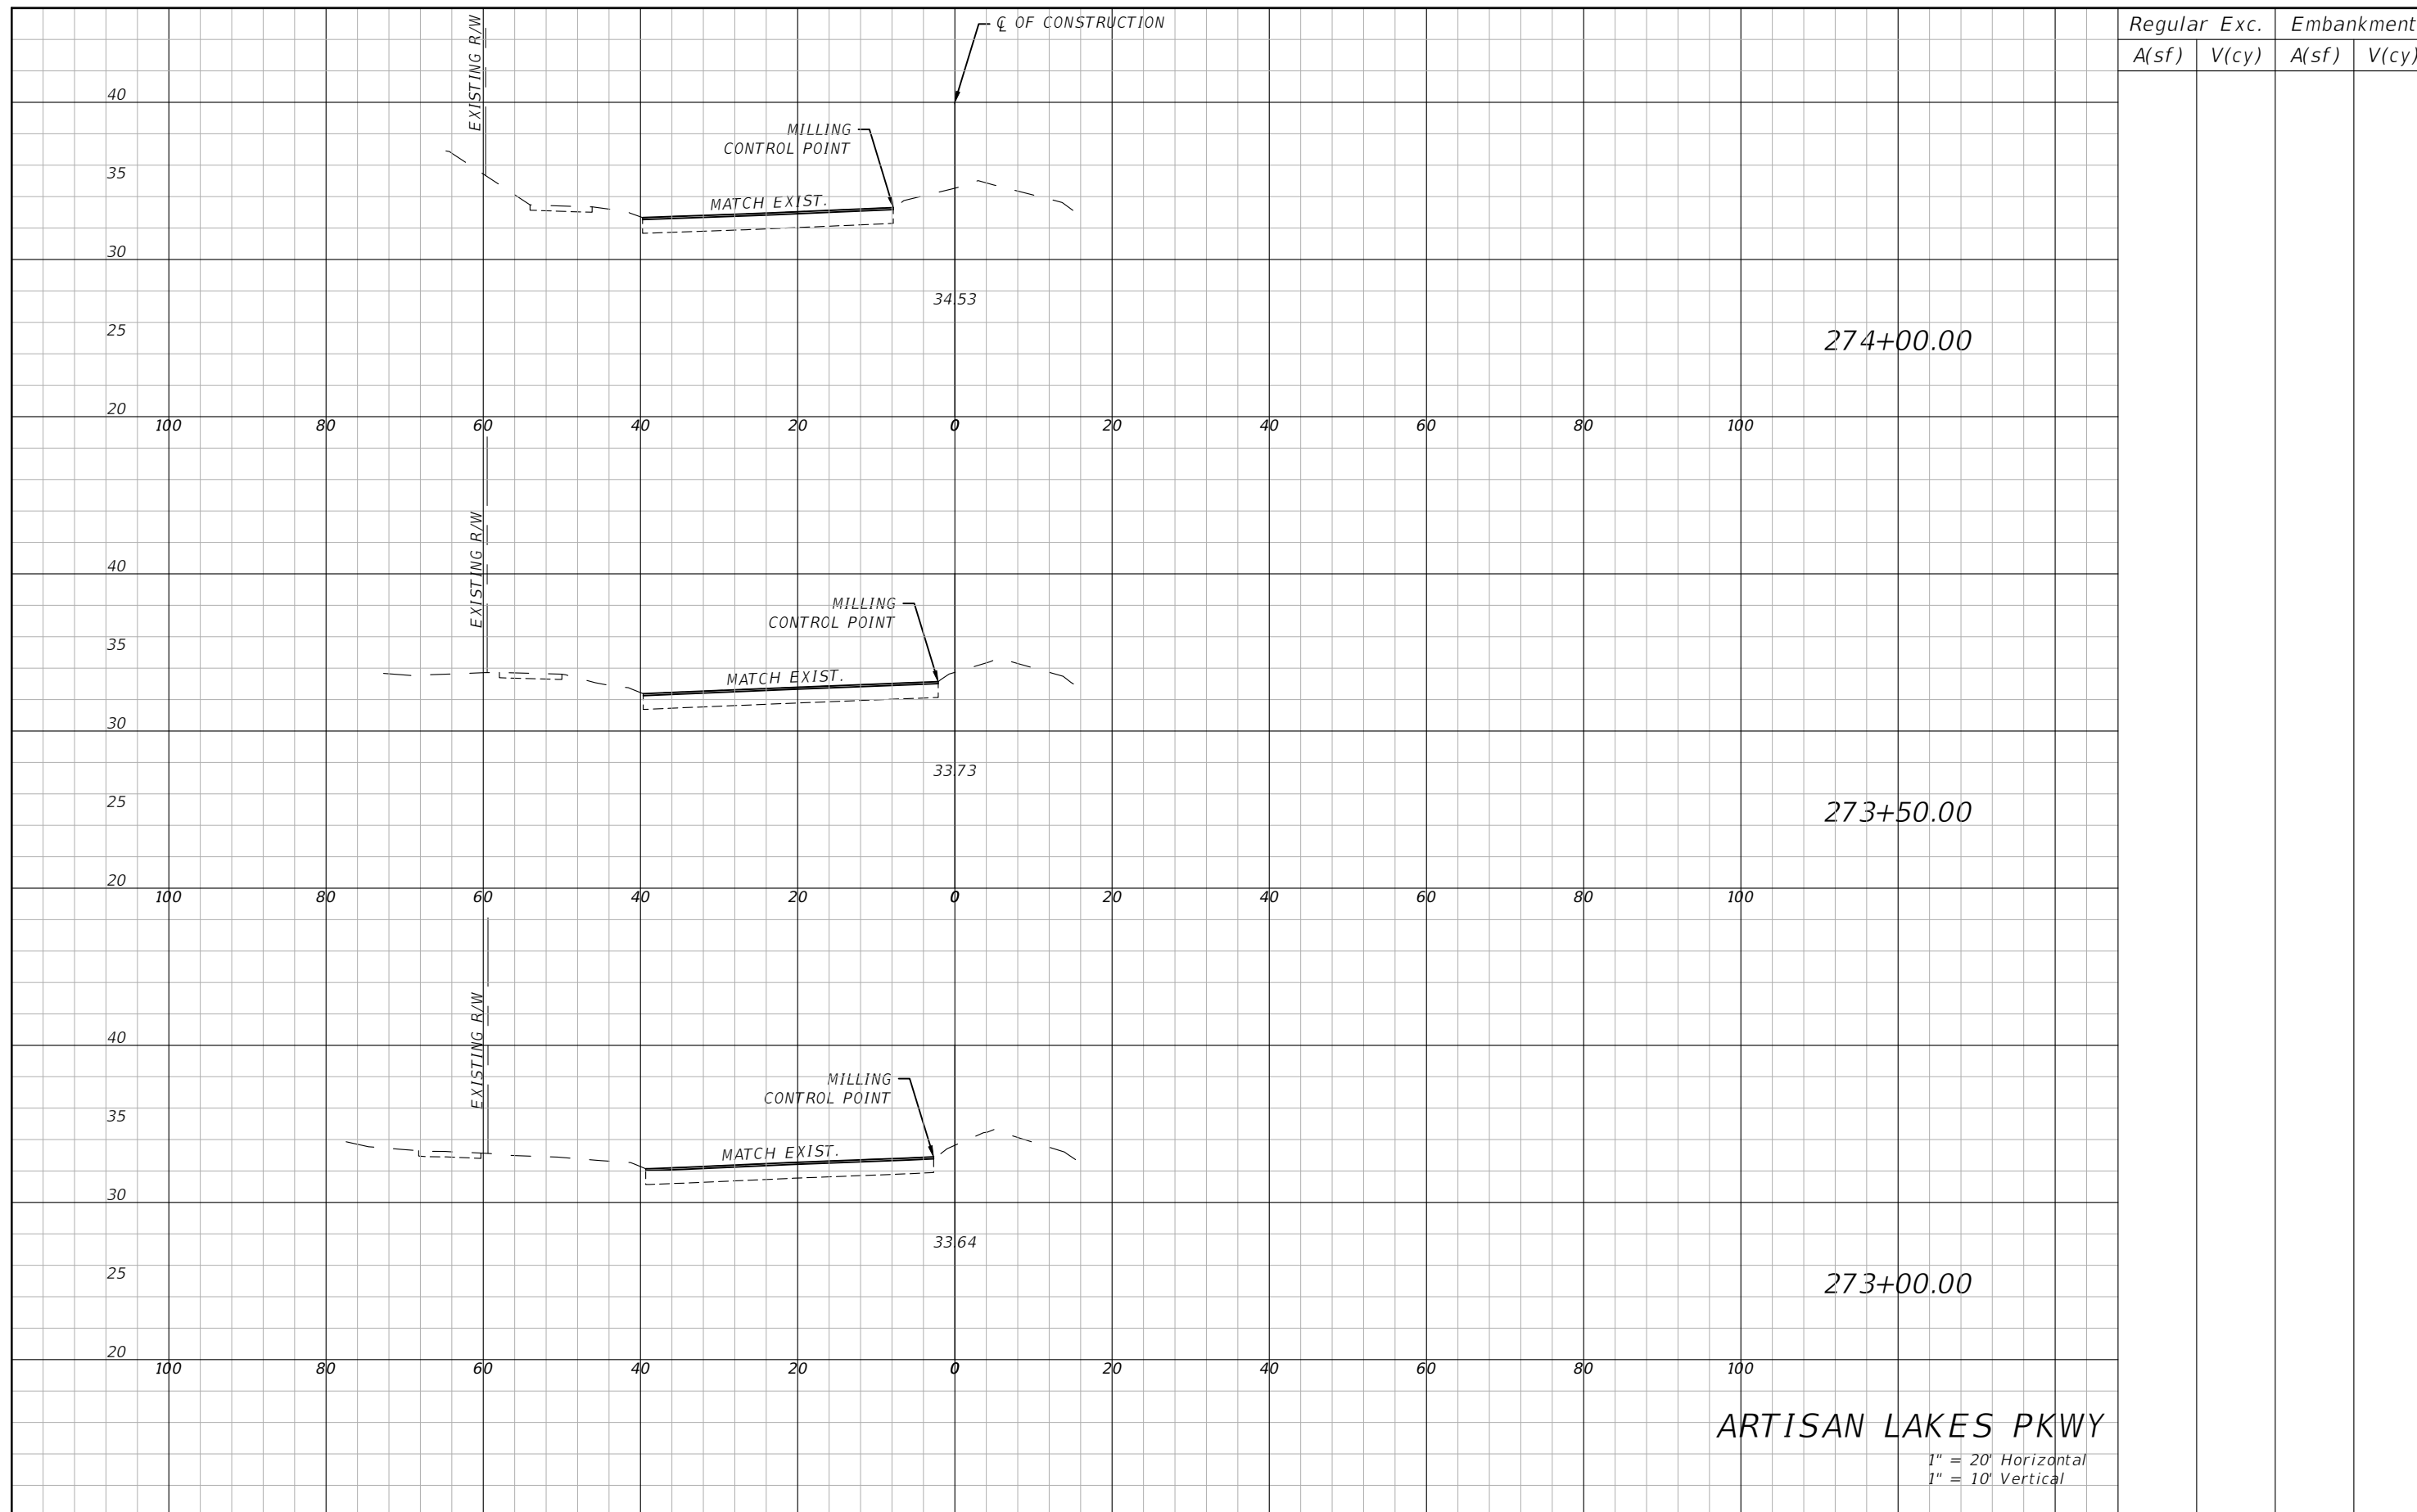 ℄ OF CONSTRUCTION
Regular Exc. Embankment
A(sf) V(cy) A(sf) V(cy)
EXISTING R/W
40
MILLING
CONTROL POINT
35
MATCH EXIST.
30
34.53
25
274+00.00
20
100 80 60 40 20 0 20 40 60 80 100
EXISTING R/W
40
MILLING
CONTROL POINT
35
MATCH EXIST.
30
33.73
25
273+50.00
20
100 80 60 40 20 0 20 40 60 80 100
EXISTING R/W
40
MILLING
CONTROL POINT
35
MATCH EXIST.
30
33.64
25
273+00.00
20
100 80 60 40 20 0 20 40 60 80 100
ARTISAN LAKES PKWY
1" = 20' Horizontal
1" = 10' Vertical